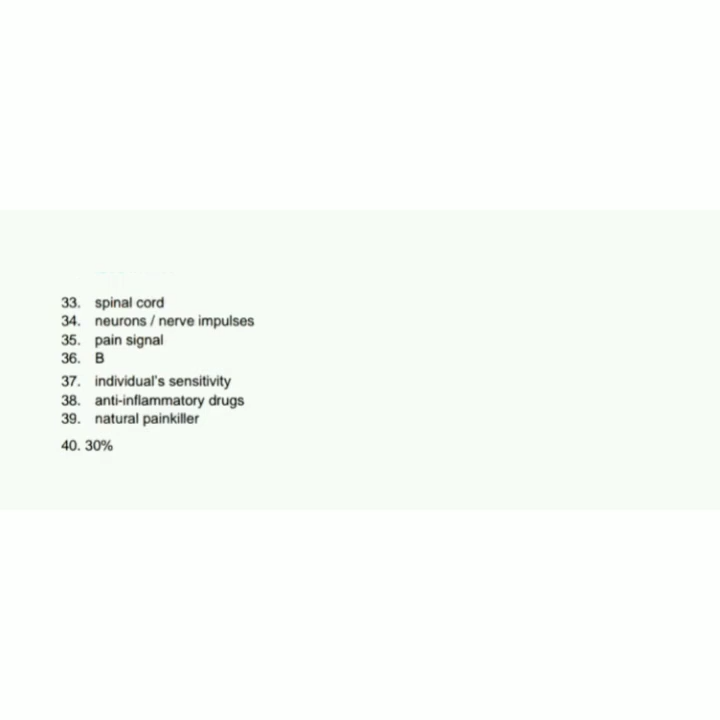 33. spinal cord
34. neurons / nerve impulses
35. pain signal
36. B
37. individual's sensitivity
38. anti-inflammatory drugs
39. natural painkiller
40. 30%